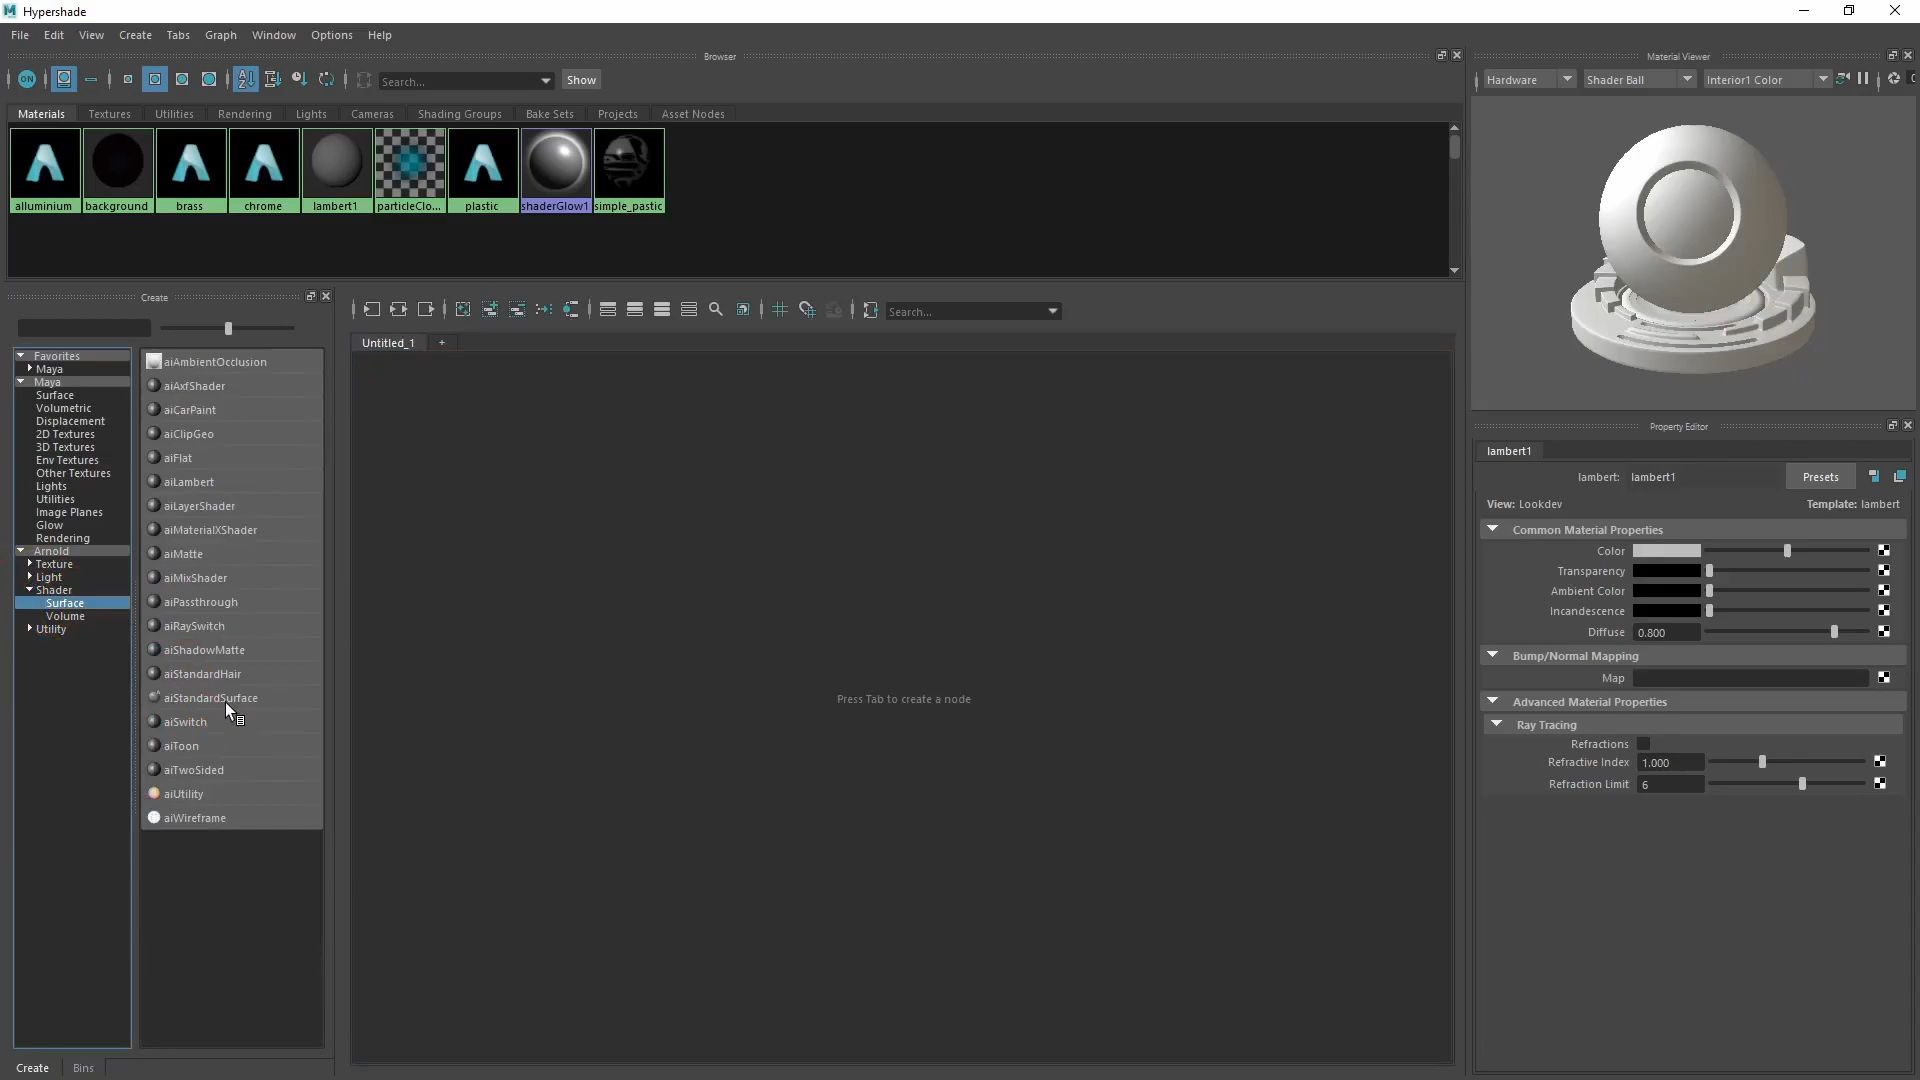 Hypershade
File Edit View Create Tabs Graph Window Options Help
Browser
ON Search... Show
Materials Textures Utilities Rendering Lights Cameras Shading Groups Bake Sets Projects Asset Nodes
alluminium background brass chrome lambert1 particleClo... plastic shaderGlow1 simple_pastic
Material Viewer
Hardware Shader Ball Interior1 Color
Create
Search...
Untitled_1 +
Favorites
Maya
Maya
Surface
Volumetric
Displacement
2D Textures
3D Textures
Env Textures
Other Textures
Lights
Utilities
Image Planes
Glow
Rendering
Arnold
Texture
Light
Shader
Surface
Volume
Utility
aiAmbientOcclusion
aiAxfShader
aiCarPaint
aiClipGeo
aiFlat
aiLambert
aiLayerShader
aiMaterialXShader
aiMatte
aiMixShader
aiPassthrough
aiRaySwitch
aiShadowMatte
aiStandardHair
aiStandardSurface
aiSwitch
aiToon
aiTwoSided
aiUtility
aiWireframe
Press Tab to create a node
Create Bins
Property Editor
lambert1
lambert: lambert1 Presets
View: Lookdev Template: lambert
Common Material Properties
Color
Transparency
Ambient Color
Incandescence
Diffuse 0.800
Bump/Normal Mapping
Map
Advanced Material Properties
Ray Tracing
Refractions
Refractive Index 1.000
Refraction Limit 6